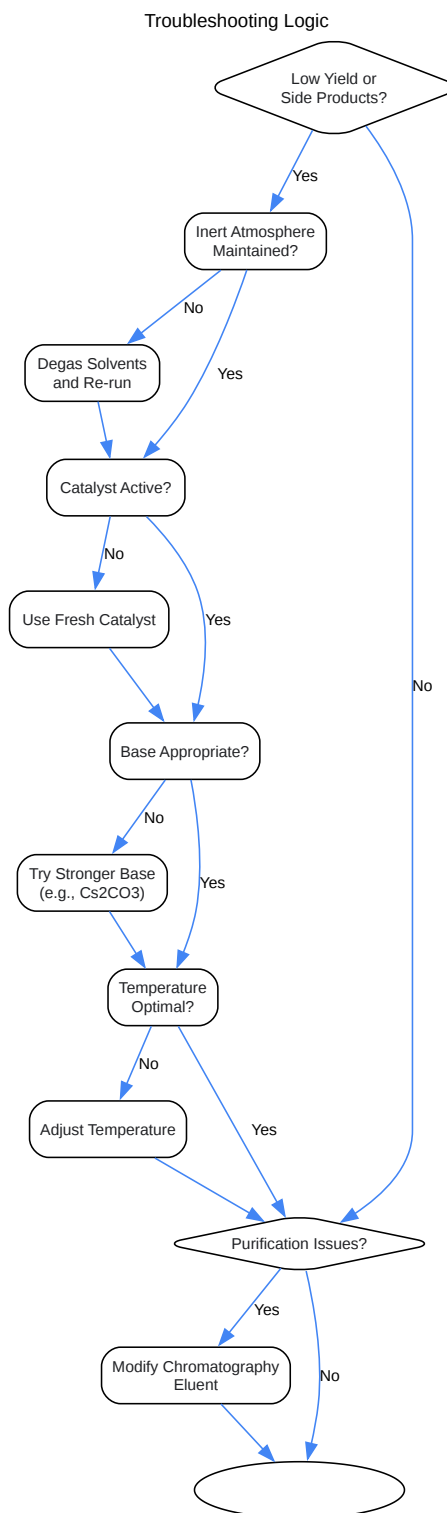 Troubleshooting Logic
Low Yield or
Side Products?
Yes
Inert Atmosphere
Maintained?
No
Yes
Degas Solvents
and Re-run
Catalyst Active?
No
Yes
Use Fresh Catalyst
No
Base Appropriate?
No
Yes
Try Stronger Base
(e.g., Cs2CO3)
Temperature
Optimal?
No
Yes
Adjust Temperature
Purification Issues?
Yes
No
Modify Chromatography
Eluent